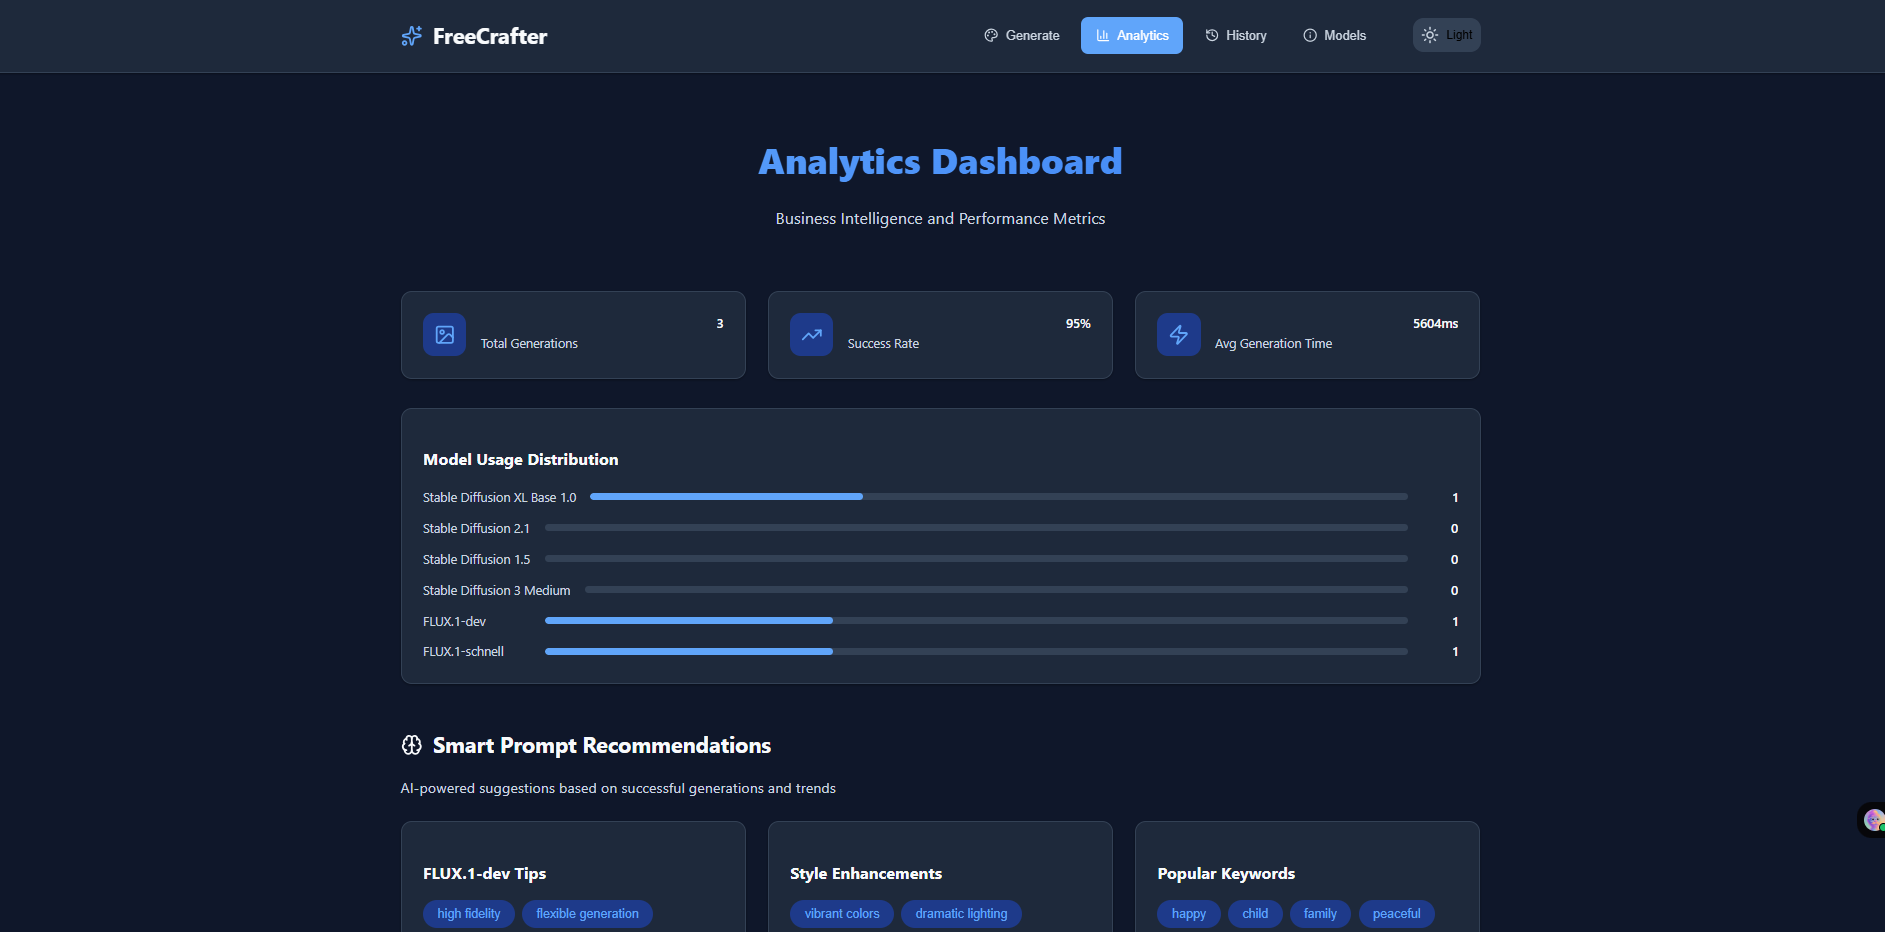 FreeCrafter
Generate
Analytics
History
Models
Light
Analytics Dashboard
Business Intelligence and Performance Metrics
3
Total Generations
95%
Success Rate
5604ms
Avg Generation Time
Model Usage Distribution
Stable Diffusion XL Base 1.0 1
Stable Diffusion 2.1 0
Stable Diffusion 1.5 0
Stable Diffusion 3 Medium 0
FLUX.1-dev 1
FLUX.1-schnell 1
Smart Prompt Recommendations
AI-powered suggestions based on successful generations and trends
FLUX.1-dev Tips
high fidelity flexible generation
Style Enhancements
vibrant colors dramatic lighting
Popular Keywords
happy child family peaceful